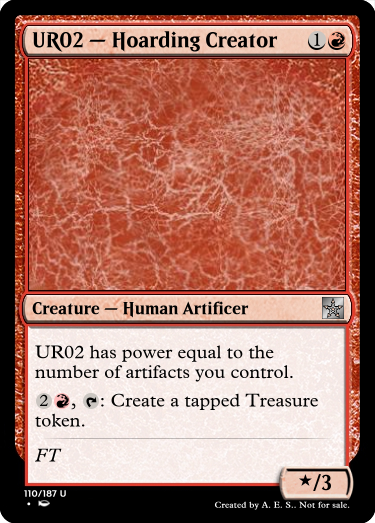 UR02 — Hoarding Creator 1
Creature — Human Artificer
UR02 has power equal to the
number of artifacts you control.
2 , : Create a tapped Treasure
token.
FT
★/3
110/187 U
Created by A. E. S.. Not for sale.